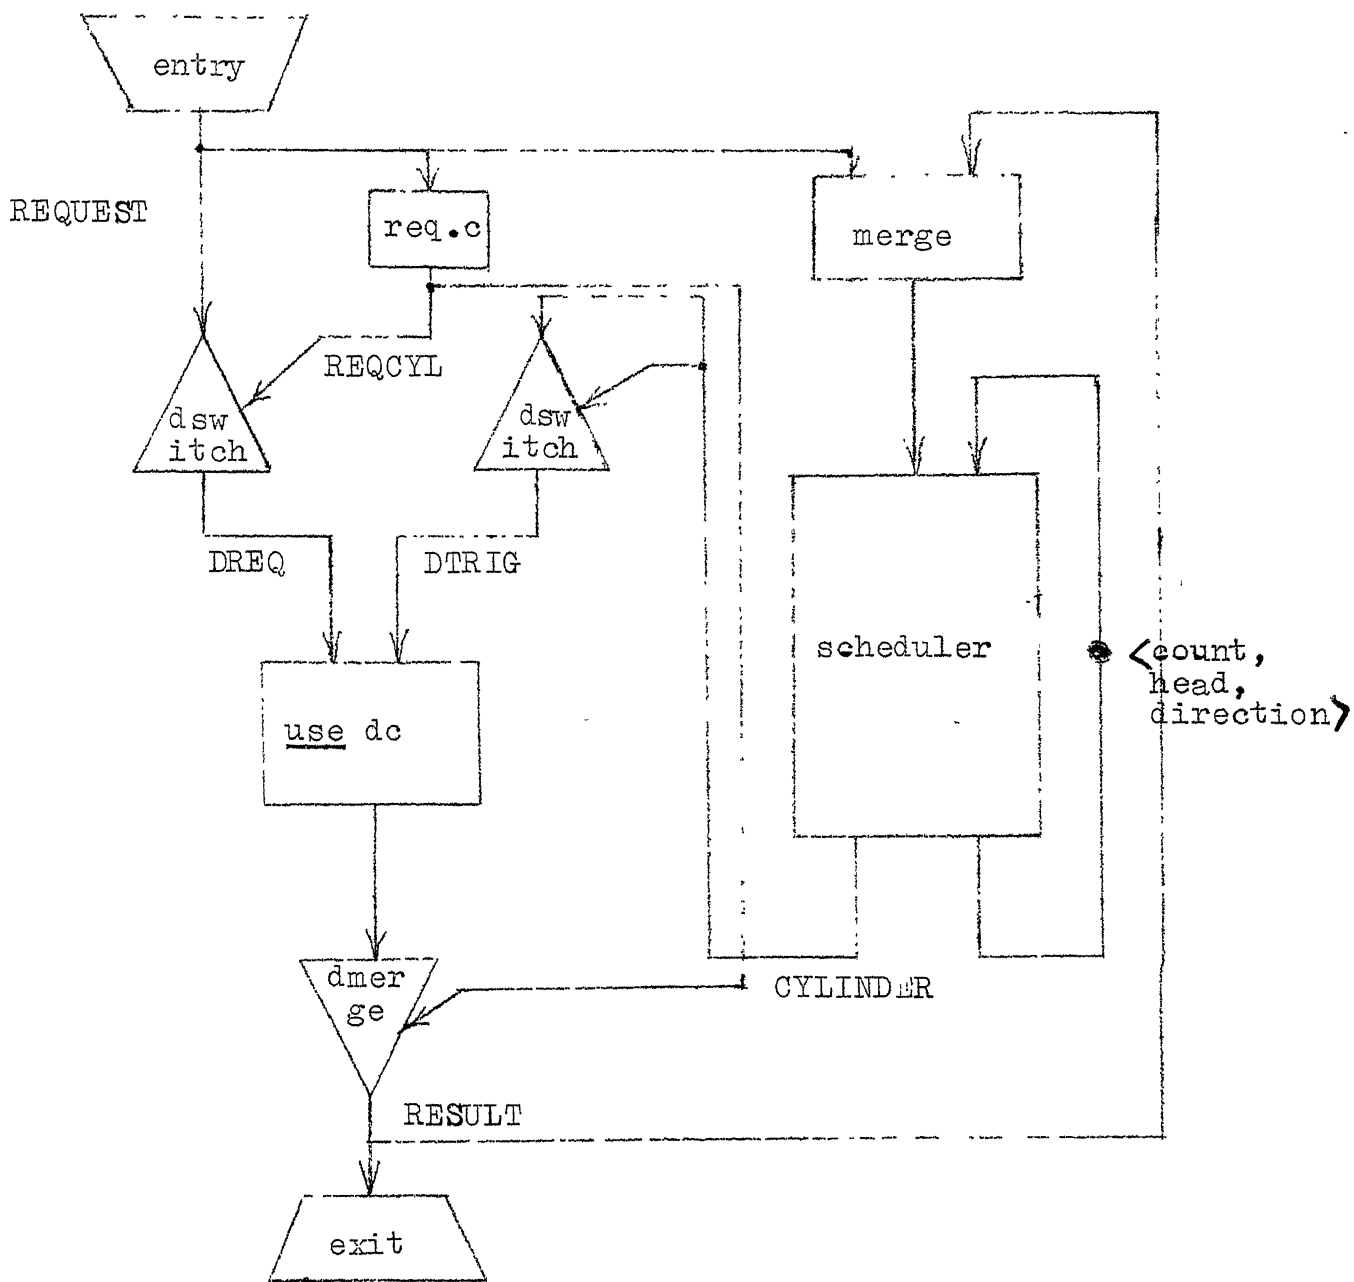 entry
REQUEST
req.c
merge
REQCYL
dsw
itch
dsw
itch
DREQ
DTRIG
scheduler
<count,
head,
direction>
use dc
dmer
ge
CYLINDER
RESULT
exit